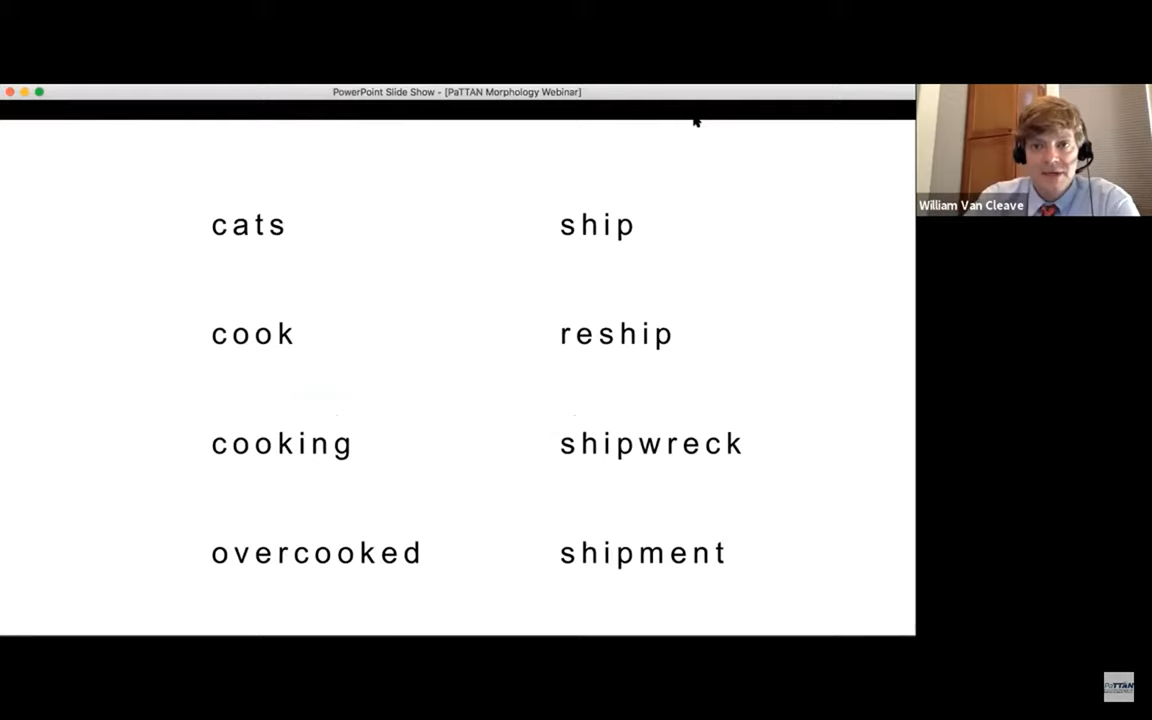 PowerPoint Slide Show - [PaTTAN Morphology Webinar]
William Van Cleave
cats
ship
cook
reship
cooking
shipwreck
overcooked
shipment
PaTTAN